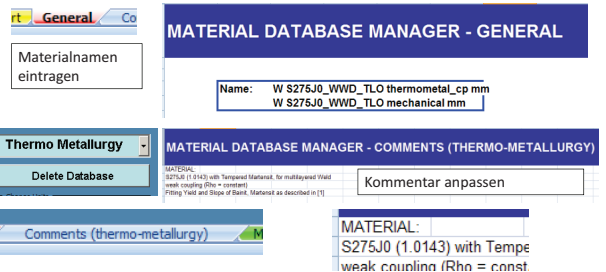 rt General Co
MATERIAL DATABASE MANAGER - GENERAL
Materialnamen
eintragen
Name: W S275J0_WWD_TLO thermometal_cp mm
W S275J0_WWD_TLO mechanical mm
Thermo Metallurgy
MATERIAL DATABASE MANAGER - COMMENTS (THERMO-METALLURGY)
Delete Database
MATERIAL
S275J0 (1.0143) with Tempered Martensit, for multilayered Weld
weak coupling (Rho = constant)
Fitting Yield and Slope of Bainit, Martensit as described in [1]
Kommentar anpassen
Comments (thermo-metallurgy) M
MATERIAL:
S275J0 (1.0143) with Tempe
weak coupling (Rho = const